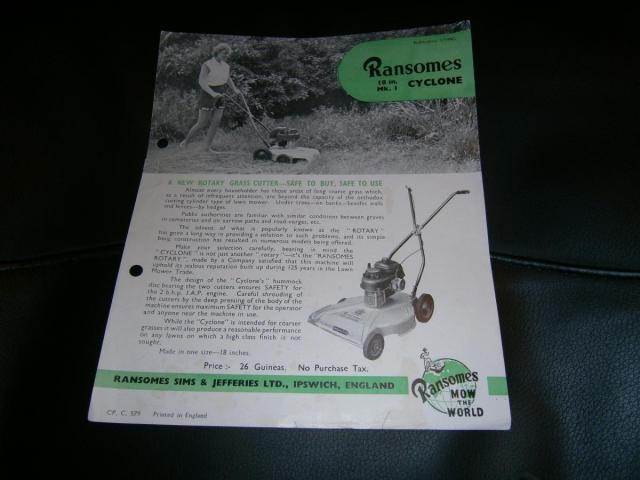 Ransomes
18 in. CYCLONE
Mk. 1
A NEW ROTARY GRASS CUTTER—SAFE TO BUY, SAFE TO USE
Almost every householder has those areas of long coarse grass which,
as a result of infrequent attention, are beyond the capacity of the orthodox
cutting cylinder type of lawn mower. Under trees—on banks—besides walls
and fences—by hedges.
Public authorities are familiar with similar conditions between graves
in cemeteries and on narrow paths and road verges, etc.
The advent of what is popularly known as the "ROTARY"
has gone a long way in providing a solution to such problems, and its simple
basic construction has resulted in numerous models being offered.
Make your selection carefully, bearing in mind the
"CYCLONE" is not just another "rotary"—it's the "RANSOMES
ROTARY", made by a Company satisfied that this machine will
uphold its zealous reputation built up during 125 years in the Lawn
Mower Trade.
The design of the "Cyclone's" hummock
disc bearing the two cutters ensures SAFETY for
the 2 b.h.p. J.A.P. engine. Careful shrouding of
the cutters by the deep pressing of the body of the
machine ensures maximum SAFETY for the operator
and anyone near the machine in use.
While the "Cyclone" is intended for coarser
grasses it will also produce a reasonable performance
on any lawns on which a high class finish is not
sought.
Made in one size—18 inches.
Price :- 26 Guineas. No Purchase Tax.
RANSOMES SIMS & JEFFERIES LTD., IPSWICH, ENGLAND
Ransomes
MOW
THE
WORLD
CP. C. 579 Printed in England